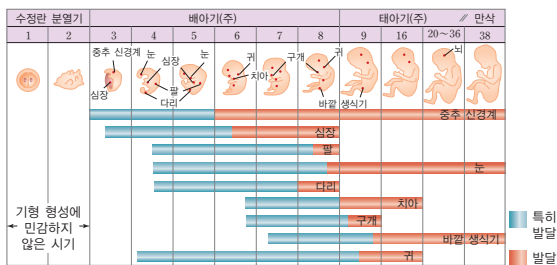 수정란 분열기 배아기(주) 태아기(주) // 만삭
1 2 3 4 5 6 7 8 9 16 20~36 38
중추 신경계
심장
눈
심장
팔
다리
눈
귀
치아
구개
귀
바깥 생식기
뇌
중추 신경계
심장
팔
눈
다리
치아
구개
바깥 생식기
귀
기형 형성에
민감하지
않은 시기
특히
발달
발달